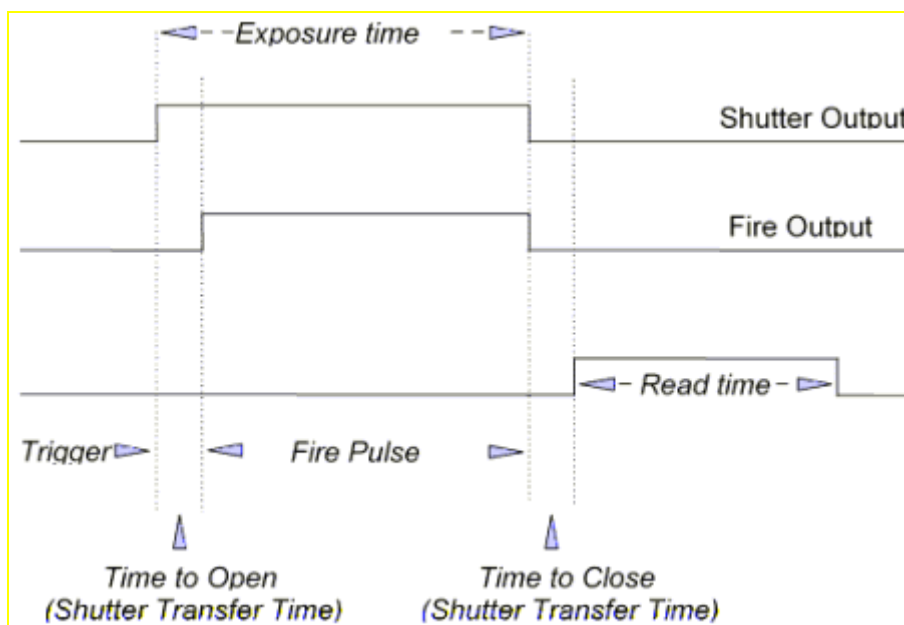 Exposure time
Shutter Output
Fire Output
Read time
Trigger Fire Pulse
Time to Open Time to Close
(Shutter Transfer Time) (Shutter Transfer Time)